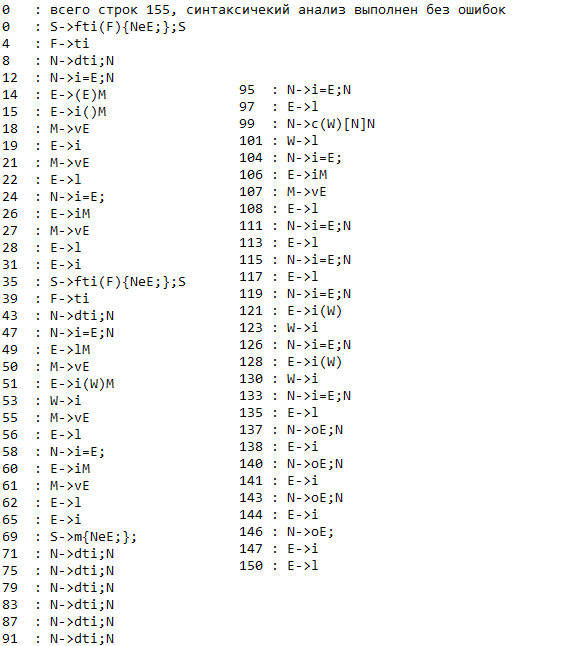 0   : всего строк 155, синтаксичекий анализ выполнен без ошибок
0   : S->fti(F){NeE;};S
4   : F->ti
8   : N->dti;N
12  : N->i=E;N
14  : E->(E)M
15  : E->i()M
18  : M->vE
19  : E->i
21  : M->vE
22  : E->l
24  : N->i=E;
26  : E->iM
27  : M->vE
28  : E->l
31  : E->i
35  : S->fti(F){NeE;};S
39  : F->ti
43  : N->dti;N
47  : N->i=E;N
49  : E->lM
50  : M->vE
51  : E->i(W)M
53  : W->i
55  : M->vE
56  : E->l
58  : N->i=E;
60  : E->iM
61  : M->vE
62  : E->l
65  : E->i
69  : S->m{NeE;};
71  : N->dti;N
75  : N->dti;N
79  : N->dti;N
83  : N->dti;N
87  : N->dti;N
91  : N->dti;N
95  : N->i=E;N
97  : E->l
99  : N->c(W)[N]N
101 : W->l
104 : N->i=E;
106 : E->iM
107 : M->vE
108 : E->l
111 : N->i=E;N
113 : E->l
115 : N->i=E;N
117 : E->l
119 : N->i=E;N
121 : E->i(W)
123 : W->i
126 : N->i=E;N
128 : E->i(W)
130 : W->i
133 : N->i=E;N
135 : E->l
137 : N->oE;N
138 : E->i
140 : N->oE;N
141 : E->i
143 : N->oE;N
144 : E->i
146 : N->oE;
147 : E->i
150 : E->l